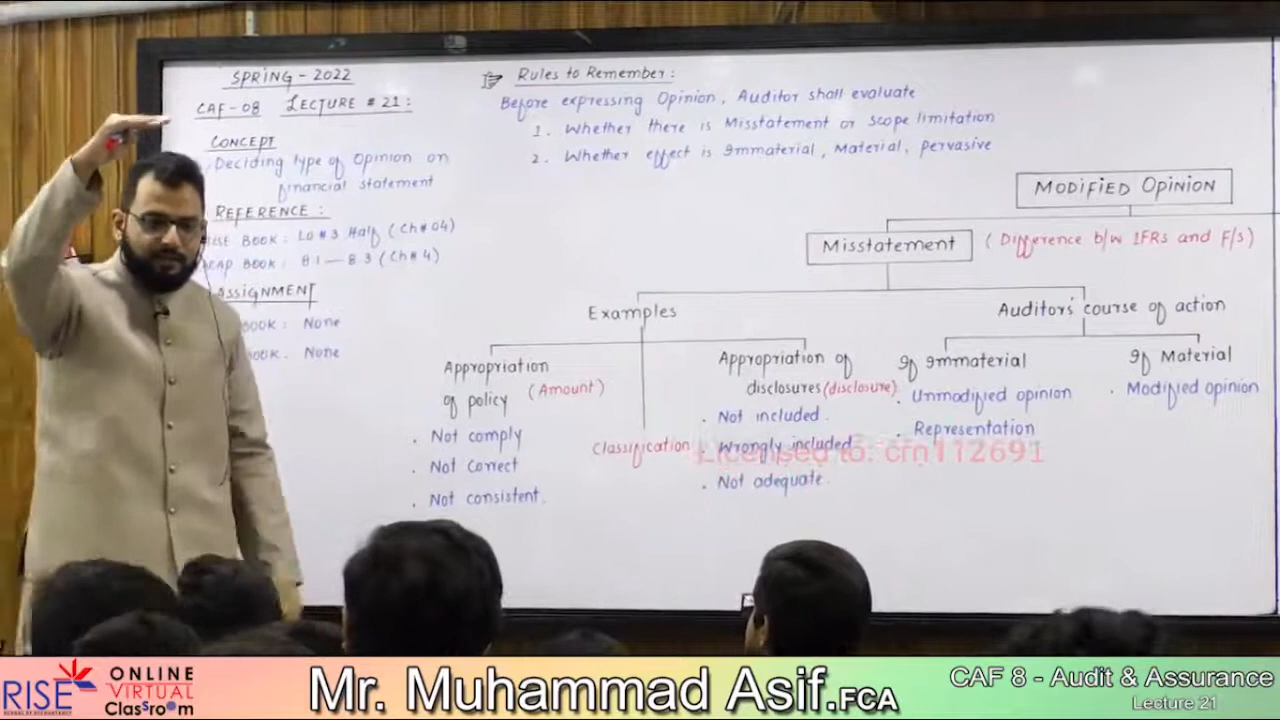 SPRING - 2022
CAF-08 LECTURE # 21:
CONCEPT
Deciding type of Opinion on
financial statement
REFERENCE :
BOOK: LO#3 Half (Ch#04)
BOOK: B1-B3 (Ch#4)
ASSIGNMENT
BOOK: None
BOOK. None
Rules to Remember:
Before expressing Opinion, Auditor shall evaluate
1. Whether there is Misstatement or scope limitation
2. Whether effect is Immaterial, Material, pervasive
MODIFIED OPINION
Misstatement (Difference b/w IFRs and F/s)
Examples
Auditor's course of action
Appropriation
of policy (Amount)
. Not comply
. Not correct
. Not consistent.
Classification
Appropriation of
disclosures (disclosure)
. Not included.
. Wrongly included
. Not adequate.
If Immaterial
. Unmodified opinion
. Representation
If Material
. Modified opinion
Licensed to: crn112691
RISE
SCHOOL OF ACCOUNTANCY
ONLINE
VIRTUAL
Classroom
Mr. Muhammad Asif.FCA
CAF 8 - Audit & Assurance
Lecture 21